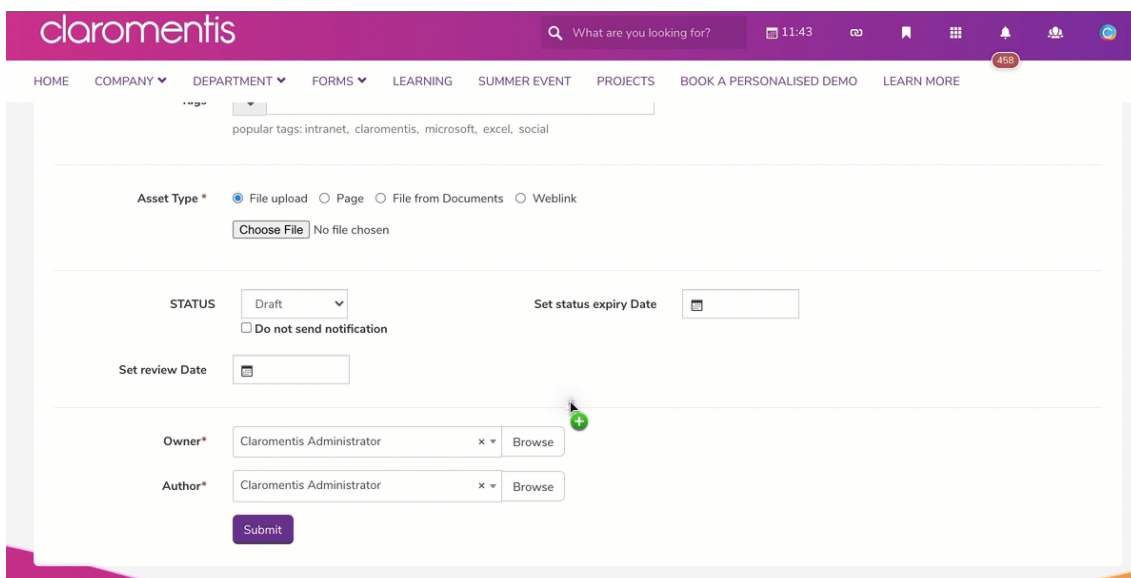 claromentis
What are you looking for? 11:43
458
HOME COMPANY DEPARTMENT FORMS LEARNING SUMMER EVENT PROJECTS BOOK A PERSONALISED DEMO LEARN MORE
Tags
popular tags: intranet, claromentis, microsoft, excel, social
Asset Type * File upload Page File from Documents Weblink
Choose File No file chosen
STATUS Draft Set status expiry Date
Do not send notification
Set review Date
Owner* Claromentis Administrator × Browse
Author* Claromentis Administrator × Browse
Submit